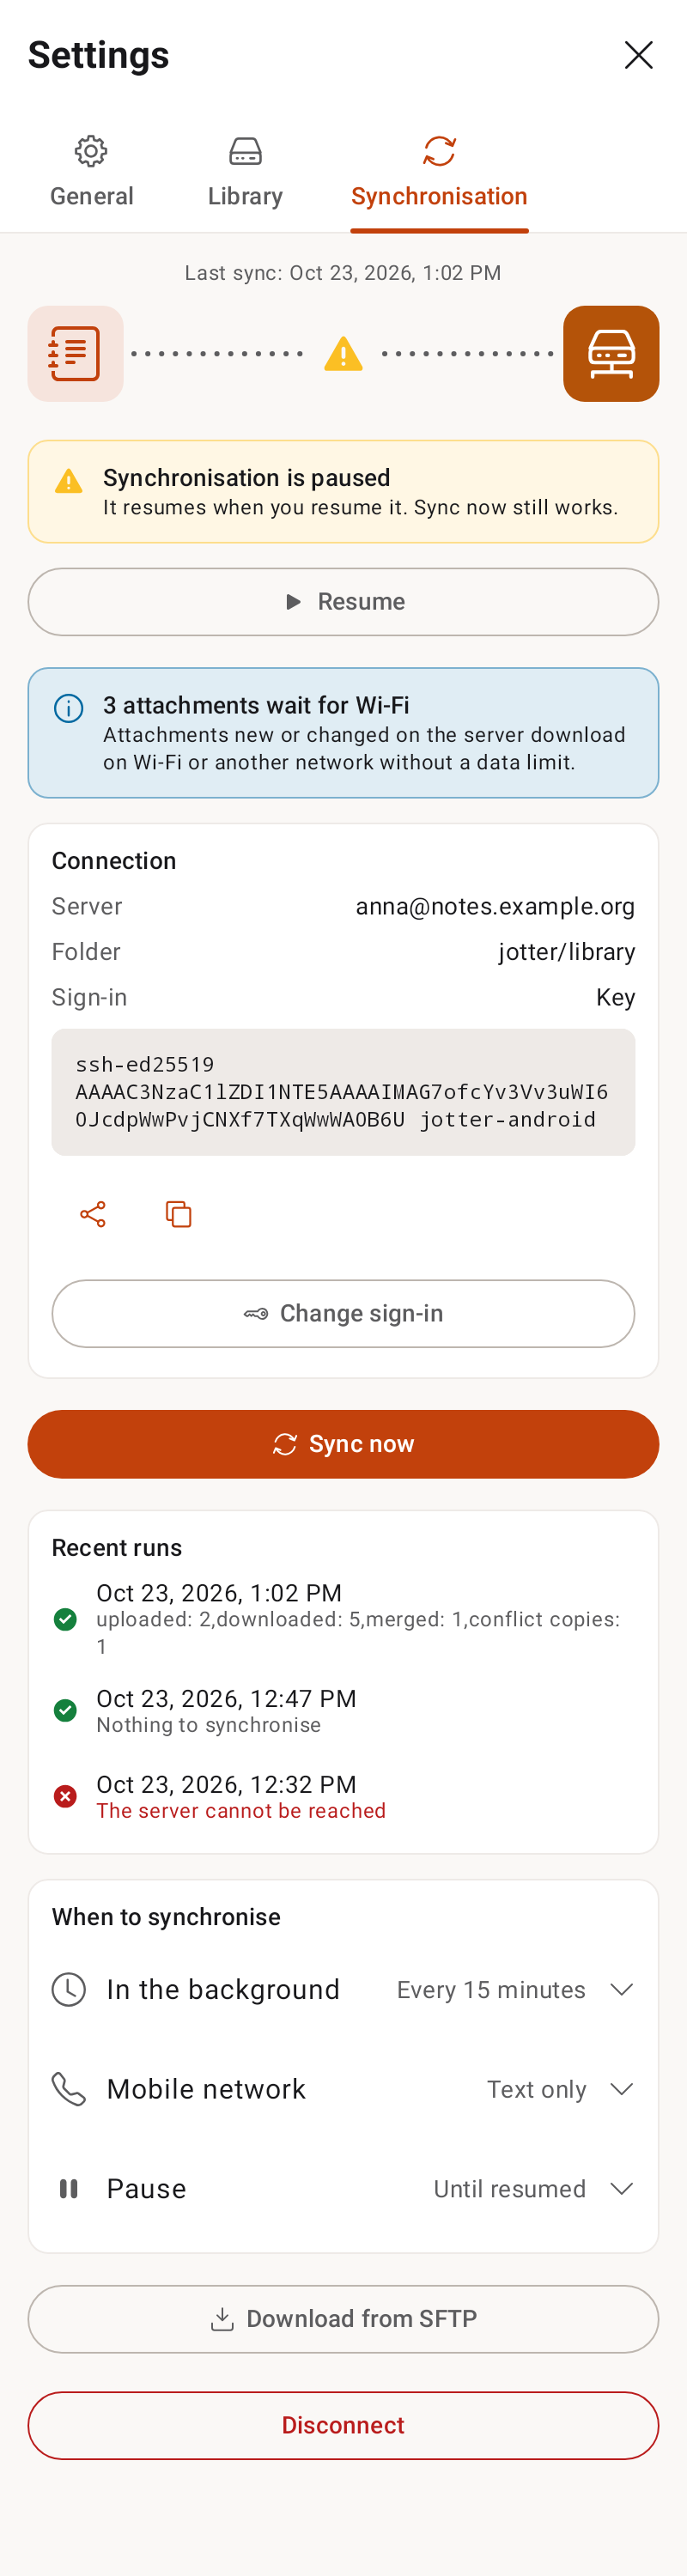 Settings
General
Library
Synchronisation
Last sync: Oct 23, 2026, 1:02 PM
Synchronisation is paused
It resumes when you resume it. Sync now still works.
Resume
3 attachments wait for Wi-Fi
Attachments new or changed on the server download
on Wi-Fi or another network without a data limit.
Connection
Server anna@notes.example.org
Folder jotter/library
Sign-in Key
ssh-ed25519
AAAAC3NzaC1lZDI1NTE5AAAAIMAG7ofcYv3Vv3uWI6
OJcdpWwPvjCNXf7TXqWwWAOB6U jotter-android
Change sign-in
Sync now
Recent runs
Oct 23, 2026, 1:02 PM
uploaded: 2,downloaded: 5,merged: 1,conflict copies:
1
Oct 23, 2026, 12:47 PM
Nothing to synchronise
Oct 23, 2026, 12:32 PM
The server cannot be reached
When to synchronise
In the background Every 15 minutes
Mobile network Text only
Pause Until resumed
Download from SFTP
Disconnect